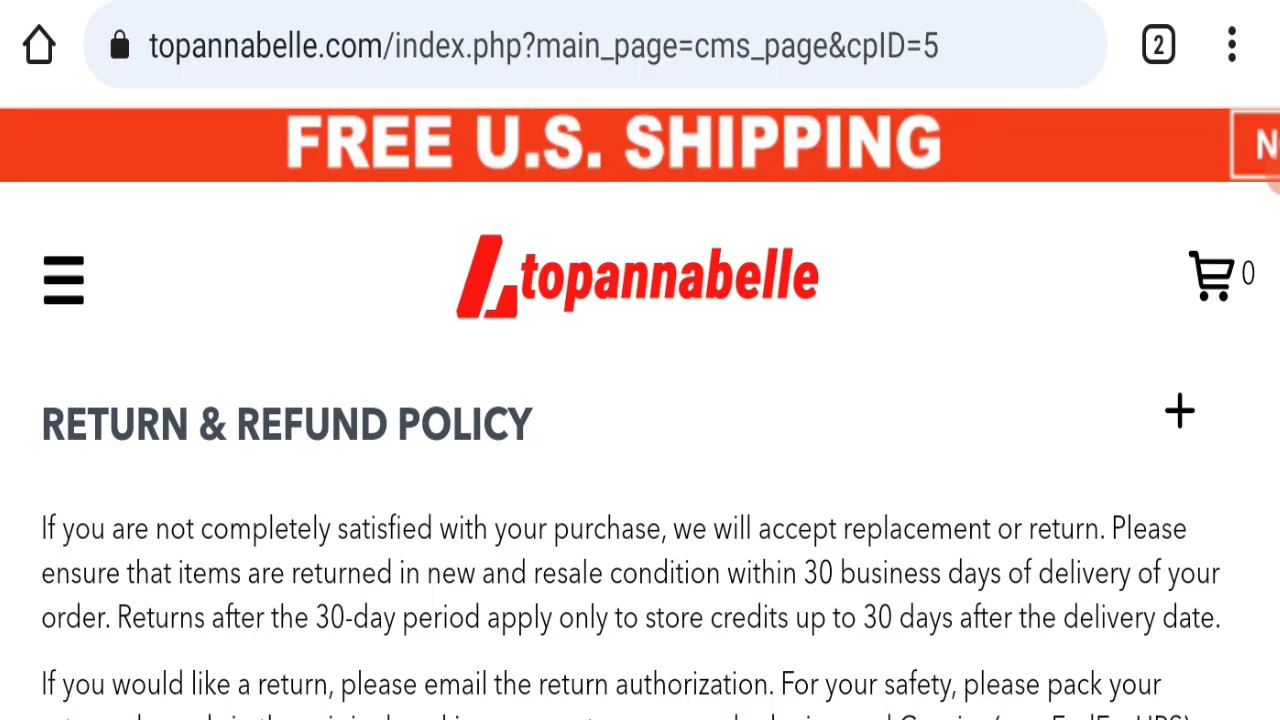 topannabelle.com/index.php?main_page=cms_page&cpID=5
2
FREE U.S. SHIPPING
N
topannabelle
0
RETURN & REFUND POLICY
+
If you are not completely satisfied with your purchase, we will accept replacement or return. Please
ensure that items are returned in new and resale condition within 30 business days of delivery of your
order. Returns after the 30-day period apply only to store credits up to 30 days after the delivery date.
If you would like a return, please email the return authorization. For your safety, please pack your